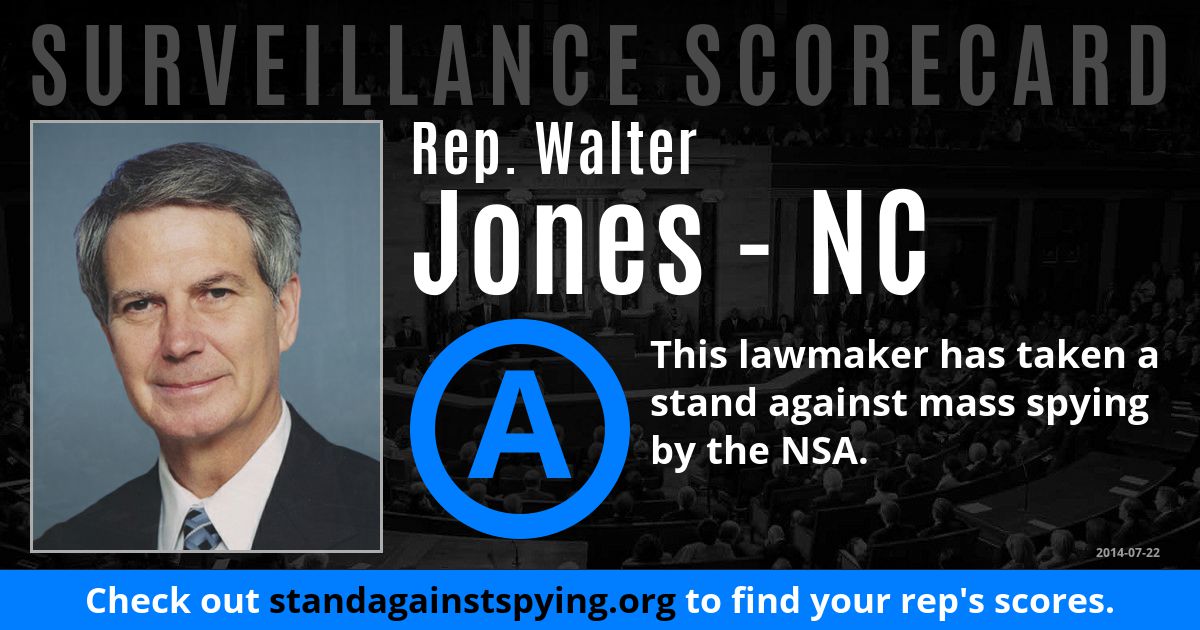 SURVEILLANCE SCORECARD
Rep. Walter
Jones - NC
A
This lawmaker has taken a
stand against mass spying
by the NSA.
2014-07-22
Check out standagainstspying.org to find your rep's scores.